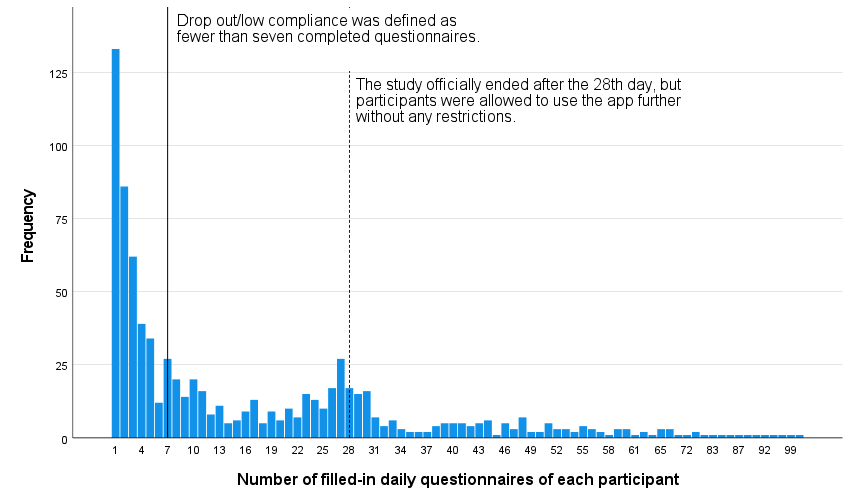 Drop out/low compliance was defined as
fewer than seven completed questionnaires.
The study officially ended after the 28th day, but
participants were allowed to use the app further
without any restrictions.
Frequency
125
100
75
50
25
0
1 4 7 10 13 16 19 22 25 28 31 34 37 40 43 46 49 52 55 58 61 65 72 83 87 92 99
Number of filled-in daily questionnaires of each participant